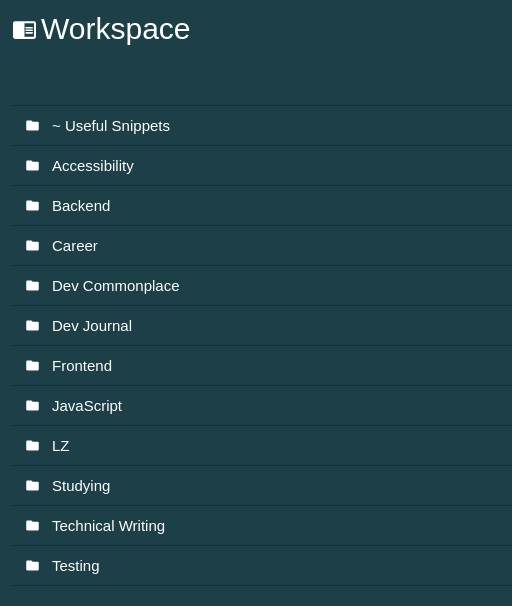 Workspace
~ Useful Snippets
Accessibility
Backend
Career
Dev Commonplace
Dev Journal
Frontend
JavaScript
LZ
Studying
Technical Writing
Testing